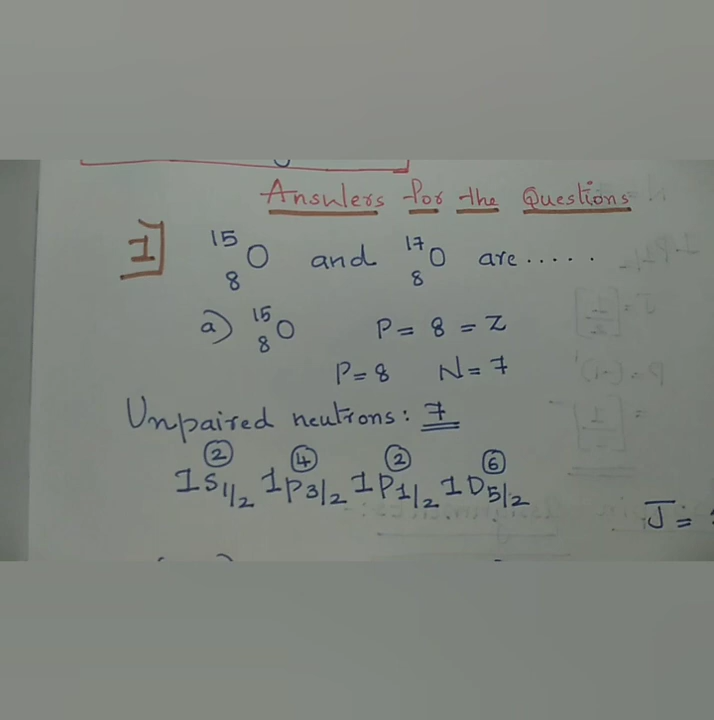 Answers for the Questions
1] ¹⁵₈O and ¹⁷₈O are .....
a) ¹⁵₈O P = 8 = Z
P = 8 N = 7
Unpaired neutrons: 7
② ④ ② ⑥
1S₁/₂ 1P₃/₂ 1P₁/₂ 1D₅/₂
J =